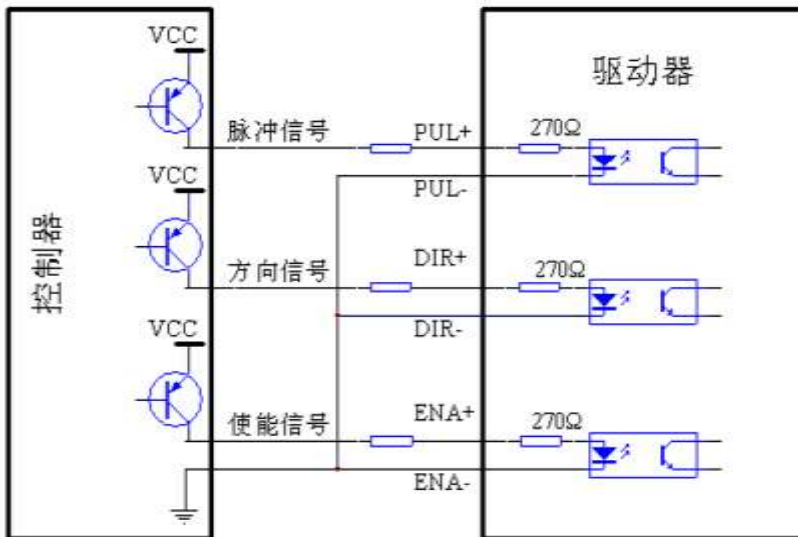 VCC
驱动器
脉冲信号
PUL+
270Ω
PUL-
VCC
控制器
方向信号
DIR+
270Ω
DIR-
VCC
使能信号
ENA+
270Ω
ENA-